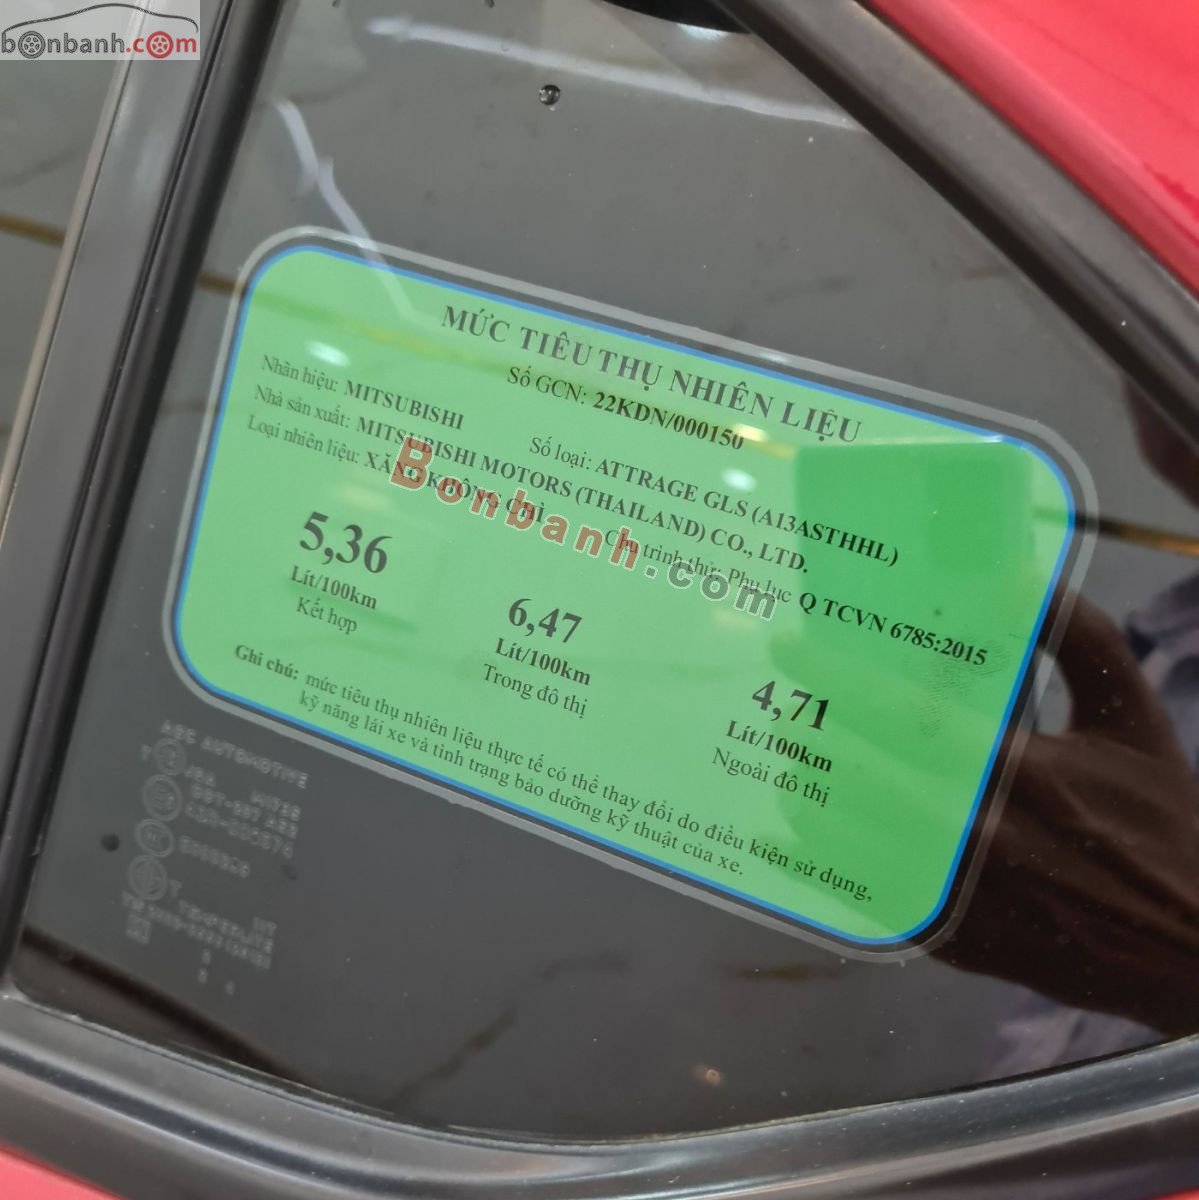 bonbanh.com
MỨC TIÊU THỤ NHIÊN LIỆU
Số GCN: 22KDN/000150
Nhãn hiệu: MITSUBISHI
Số loại: ATTRAGE GLS (A13ASTHHL)
Nhà sản xuất: MITSUBISHI MOTORS (THAILAND) CO., LTD.
Loại nhiên liệu: XĂNG KHÔNG CHÌ
Chu trình thử: Phụ lục Q TCVN 6785:2015
Bonbanh.com
5,36
Lít/100km
Kết hợp
6,47
Lít/100km
Trong đô thị
4,71
Lít/100km
Ngoài đô thị
Ghi chú: mức tiêu thụ nhiên liệu thực tế có thể thay đổi do điều kiện sử dụng,
kỹ năng lái xe và tình trạng bảo dưỡng kỹ thuật của xe.
AUTOMOTIVE